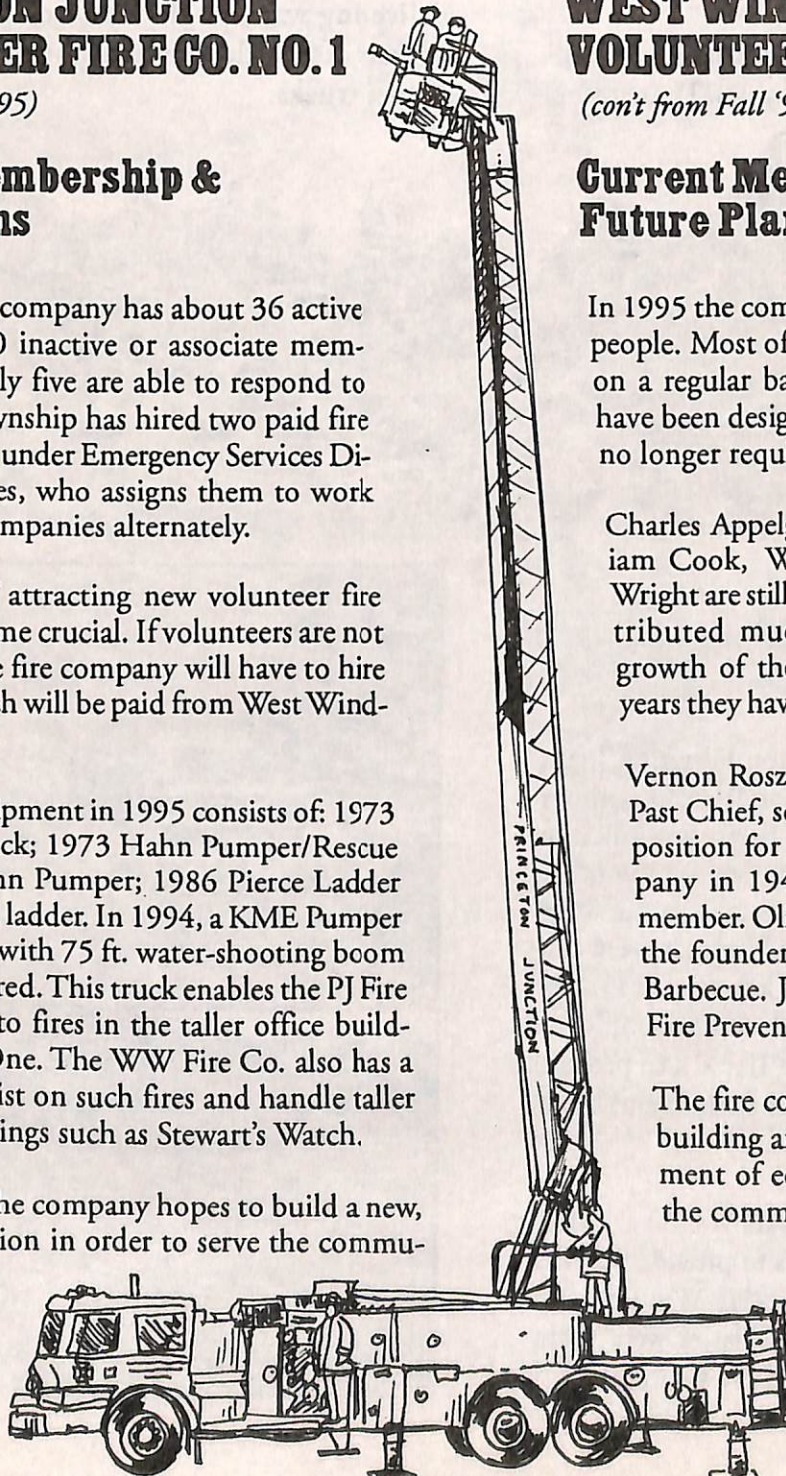 ON JUNCTION
ER FIRE CO. NO. 1
95)
mbership &
ns
company has about 36 active
0 inactive or associate mem-
ly five are able to respond to
wnship has hired two paid fire
under Emergency Services Di-
es, who assigns them to work
mpanies alternately.
attracting new volunteer fire
me crucial. If volunteers are not
e fire company will have to hire
h will be paid from West Wind-
ipment in 1995 consists of: 1973
ck; 1973 Hahn Pumper/Rescue
nn Pumper; 1986 Pierce Ladder
ladder. In 1994, a KME Pumper
with 75 ft. water-shooting boom
red. This truck enables the PJ Fire
to fires in the taller office build-
One. The WW Fire Co. also has a
ist on such fires and handle taller
ings such as Stewart's Watch.
he company hopes to build a new,
ion in order to serve the commu-
PRINCETON JUNCTION
WEST WIN
VOLUNTEE
(con't from Fall '9
Current Me
Future Plan
In 1995 the com
people. Most of
on a regular ba
have been desig
no longer requ
Charles Appelg
iam Cook, W
Wright are still
tributed muc
growth of the
years they hav
Vernon Rosz
Past Chief, se
position for
pany in 194
member. Oli
the founder
Barbecue. J
Fire Preven
The fire co
building a
ment of e
the comm